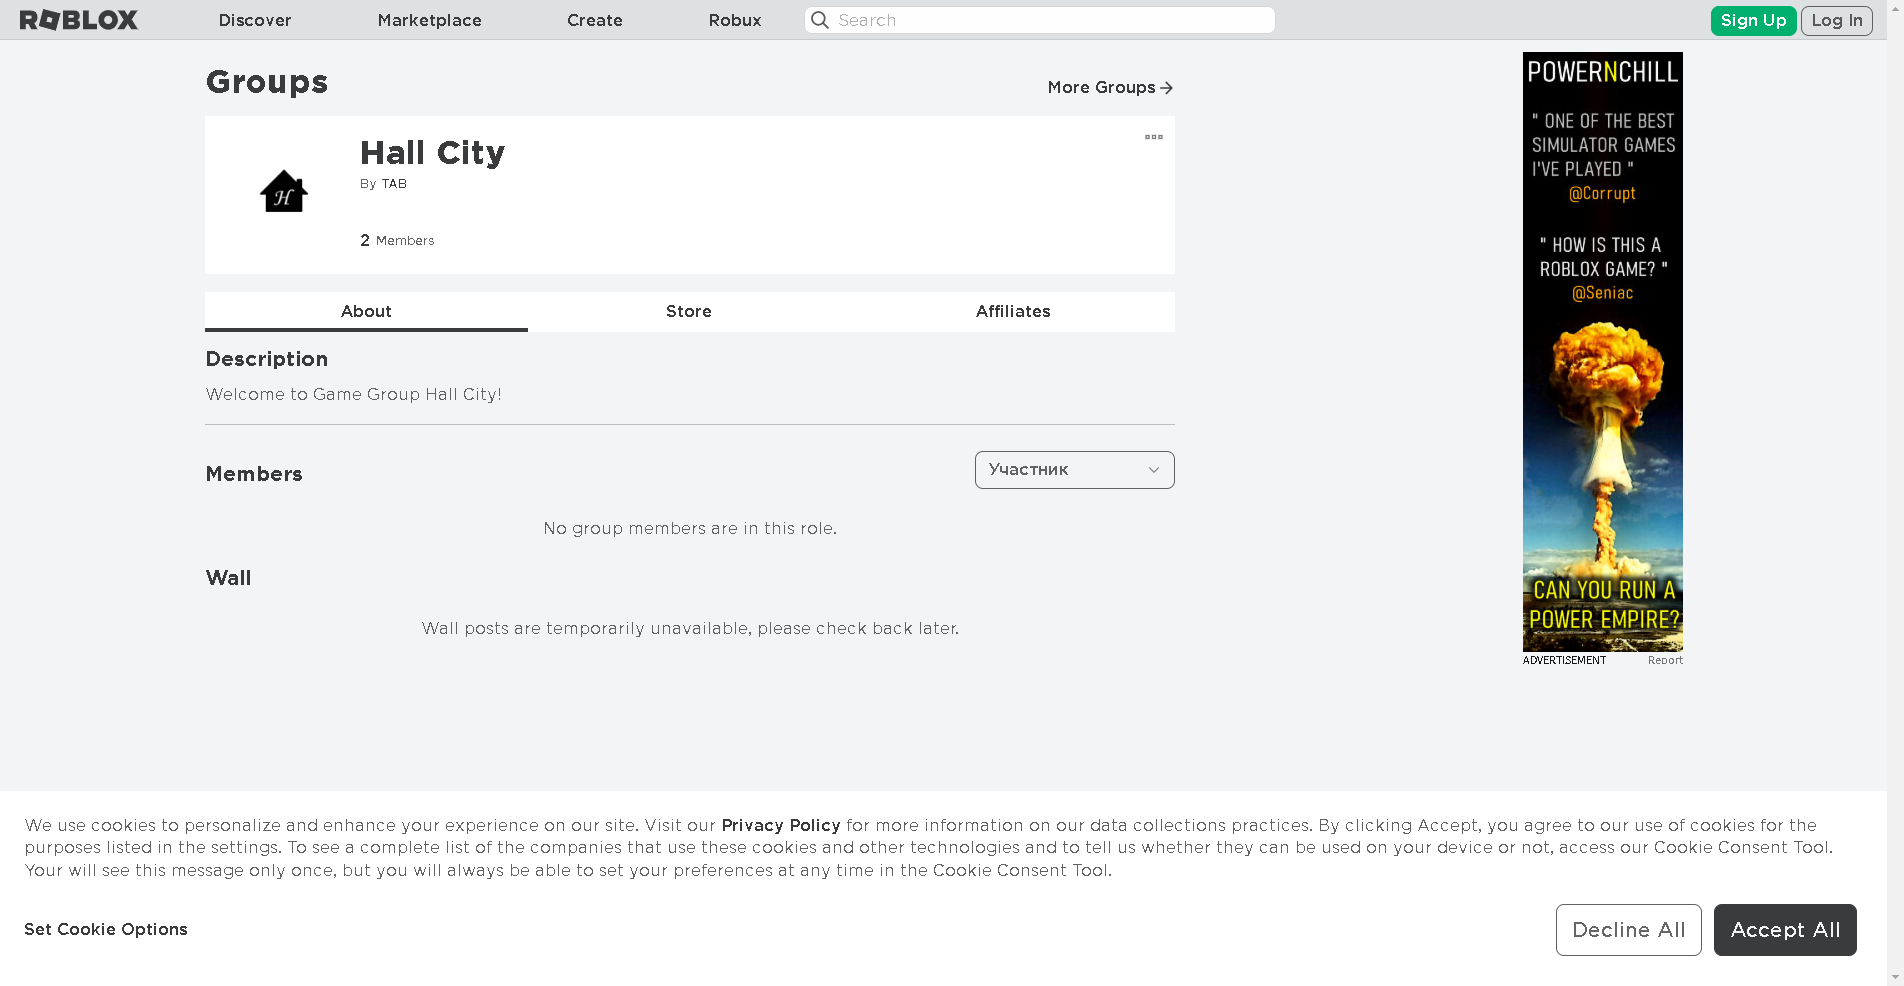 ROBLOX
Discover
Marketplace
Create
Robux
Search
Sign Up
Log In
Groups
More Groups
H
Hall City
By TAB
2 Members
About
Store
Affiliates
Description
Welcome to Game Group Hall City!
Members
Участник
No group members are in this role.
Wall
Wall posts are temporarily unavailable, please check back later.
POWERNCHILL
" ONE OF THE BEST
SIMULATOR GAMES
I'VE PLAYED "
@Corrupt
" HOW IS THIS A
ROBLOX GAME? "
@Seniac
CAN YOU RUN A
POWER EMPIRE?
ADVERTISEMENT
Report
We use cookies to personalize and enhance your experience on our site. Visit our Privacy Policy for more information on our data collections practices. By clicking Accept, you agree to our use of cookies for the
purposes listed in the settings. To see a complete list of the companies that use these cookies and other technologies and to tell us whether they can be used on your device or not, access our Cookie Consent Tool.
Your will see this message only once, but you will always be able to set your preferences at any time in the Cookie Consent Tool.
Set Cookie Options
Decline All
Accept All